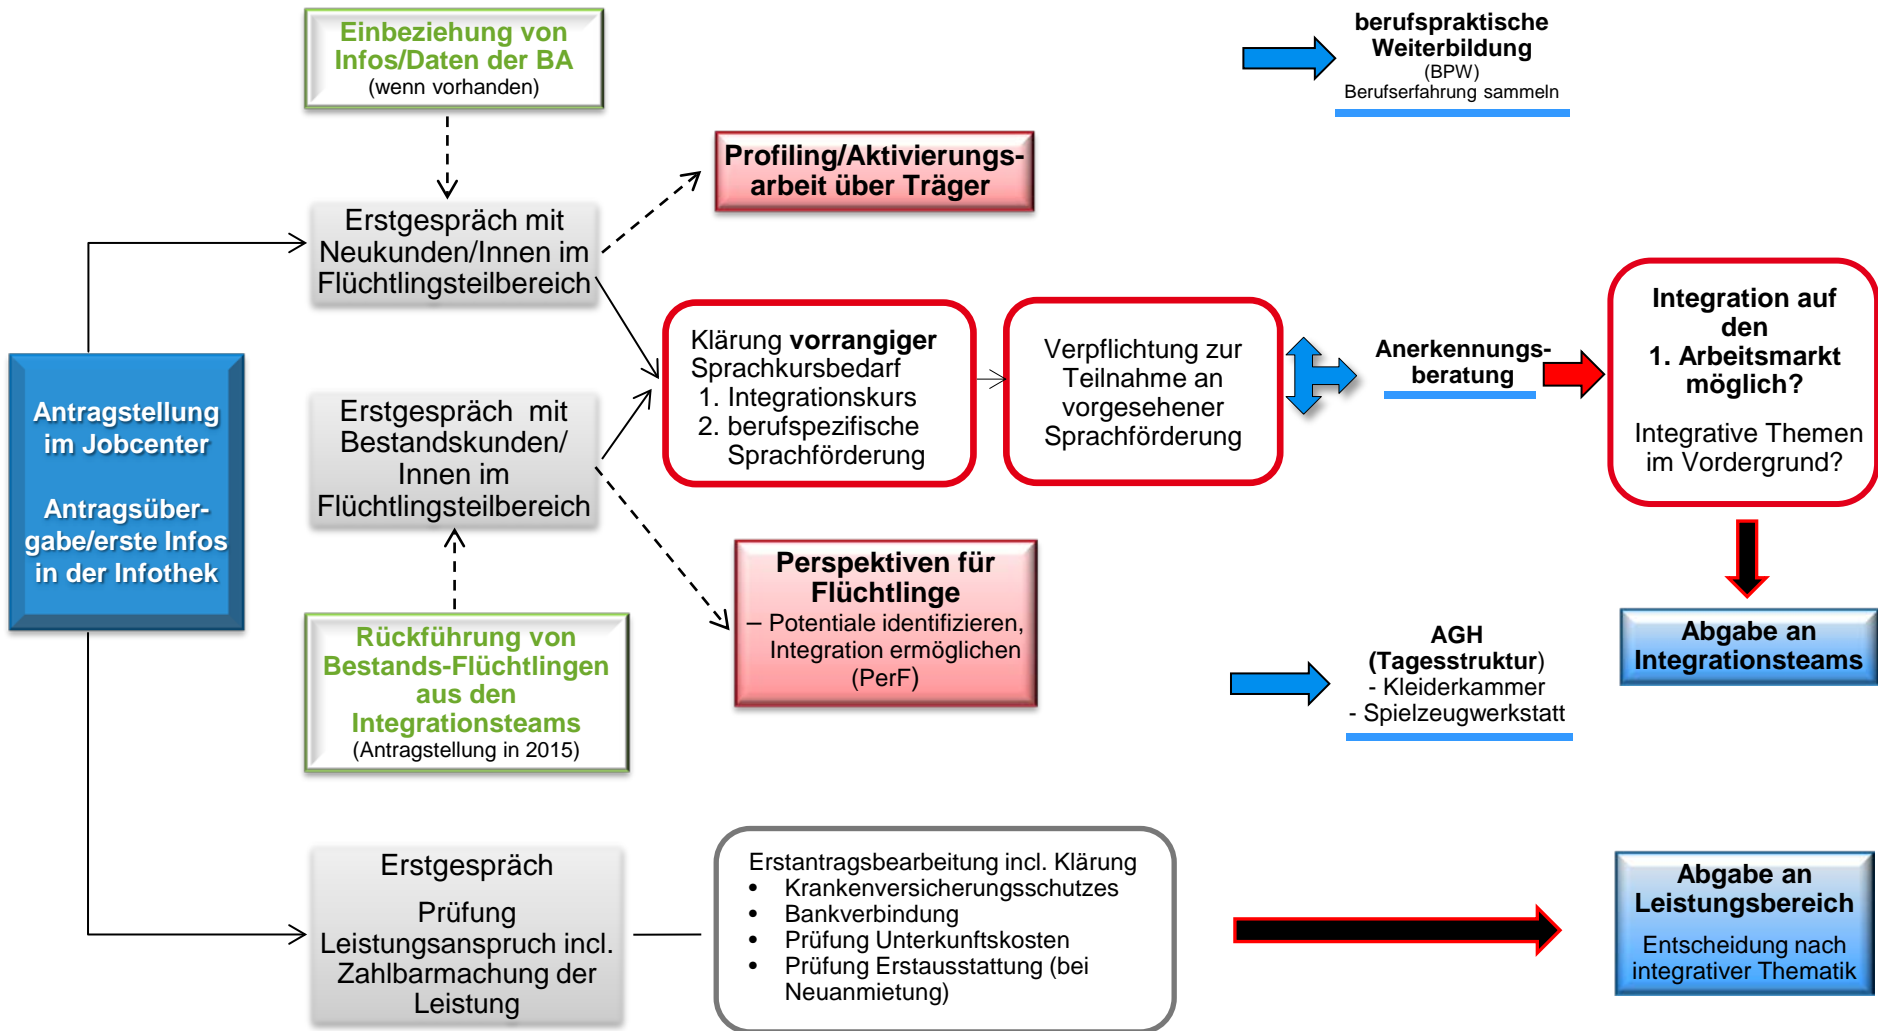 Einbeziehung von
Infos/Daten der BA
(wenn vorhanden)
berufspraktische
Weiterbildung
(BPW)
Berufserfahrung sammeln
Profiling/Aktivierungs-
arbeit über Träger
Erstgespräch mit
Neukunden/Innen im
Flüchtlingsteilbereich
Antragstellung
im Jobcenter
Antragsüber-
gabe/erste Infos
in der Infothek
Erstgespräch mit
Bestandskunden/
Innen im
Flüchtlingsteilbereich
Klärung vorrangiger
Sprachkursbedarf
1. Integrationskurs
2. berufspezifische
Sprachförderung
Verpflichtung zur
Teilnahme an
vorgesehener
Sprachförderung
Anerkennungs-
beratung
Integration auf
den
1. Arbeitsmarkt
möglich?
Integrative Themen
im Vordergrund?
Rückführung von
Bestands-Flüchtlingen
aus den
Integrationsteams
(Antragstellung in 2015)
Perspektiven für
Flüchtlinge
– Potentiale identifizieren,
Integration ermöglichen
(PerF)
AGH
(Tagesstruktur)
- Kleiderkammer
- Spielzeugwerkstatt
Abgabe an
Integrationsteams
Erstgespräch
Prüfung
Leistungsanspruch incl.
Zahlbarmachung der
Leistung
Erstantragsbearbeitung incl. Klärung
• Krankenversicherungsschutzes
• Bankverbindung
• Prüfung Unterkunftskosten
• Prüfung Erstausstattung (bei
Neuanmietung)
Abgabe an
Leistungsbereich
Entscheidung nach
integrativer Thematik